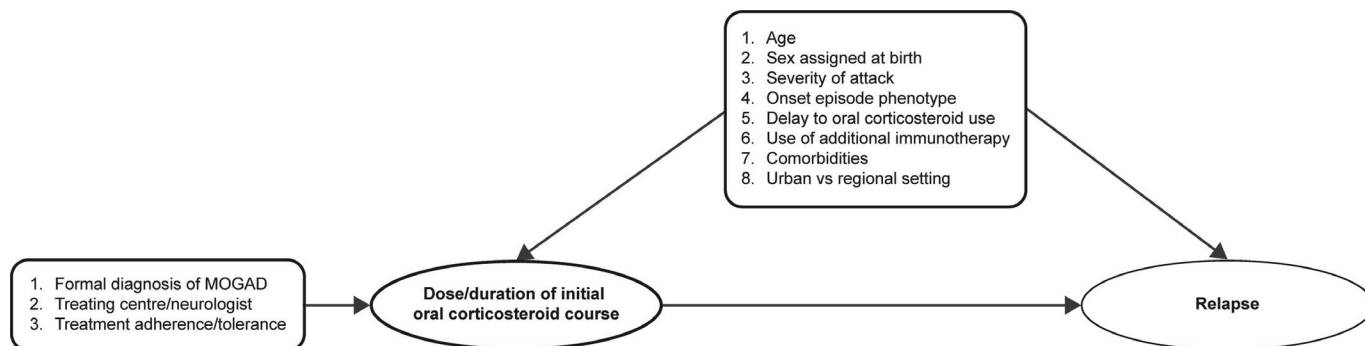 1. Age
2. Sex assigned at birth
3. Severity of attack
4. Onset episode phenotype
5. Delay to oral corticosteroid use
6. Use of additional immunotherapy
7. Comorbidities
8. Urban vs regional setting
1. Formal diagnosis of MOGAD
2. Treating centre/neurologist
3. Treatment adherence/tolerance
Dose/duration of initial
oral corticosteroid course
Relapse